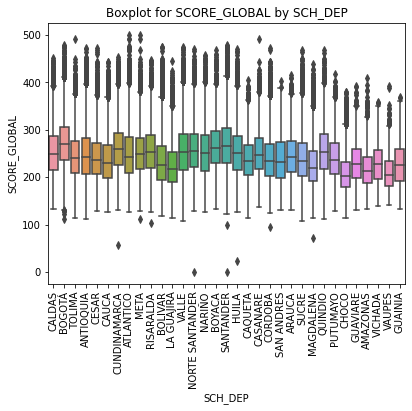 Boxplot for SCORE_GLOBAL by SCH_DEP
SCORE_GLOBAL
500
400
300
200
100
0
CALDAS
BOGOTÁ
TOLIMA
ANTIOQUIA
CESAR
CAUCA
CUNDINAMARCA
ATLANTICO
META
RISARALDA
BOLIVAR
LA GUAJIRA
VALLE
NORTE SANTANDER
NARIÑO
BOYACA
SANTANDER
HUILA
CAQUETA
CASANARE
CORDOBA
SAN ANDRES
ARAUCA
SUCRE
MAGDALENA
QUINDIO
PUTUMAYO
CHOCO
GUAVIARE
AMAZONAS
VICHADA
VAUPES
GUAINIA
SCH_DEP